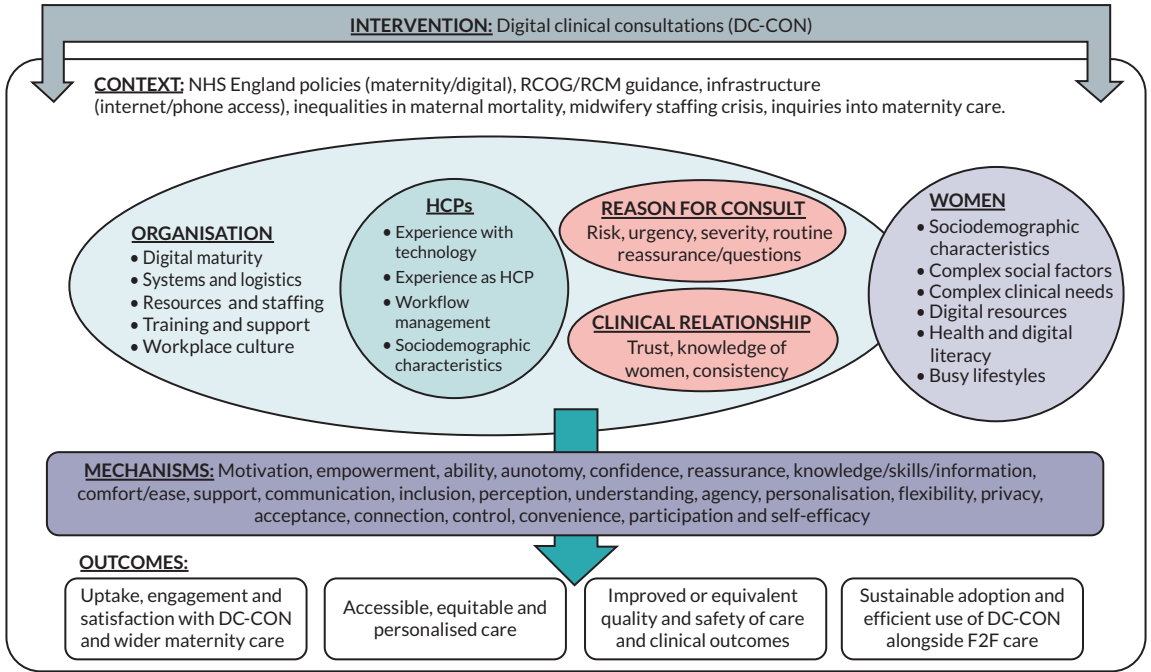 INTERVENTION: Digital clinical consultations (DC-CON)
CONTEXT: NHS England policies (maternity/digital), RCOG/RCM guidance, infrastructure
(internet/phone access), inequalities in maternal mortality, midwifery staffing crisis, inquiries into maternity care.
ORGANISATION
• Digital maturity
• Systems and logistics
• Resources and staffing
• Training and support
• Workplace culture
HCPs
• Experience with
technology
• Experience as HCP
• Workflow
management
• Sociodemographic
characteristics
REASON FOR CONSULT
Risk, urgency, severity, routine
reassurance/questions
CLINICAL RELATIONSHIP
Trust, knowledge of
women, consistency
WOMEN
• Sociodemographic
characteristics
• Complex social factors
• Complex clinical needs
• Digital resources
• Health and digital
literacy
• Busy lifestyles
MECHANISMS: Motivation, empowerment, ability, aunotomy, confidence, reassurance, knowledge/skills/information,
comfort/ease, support, communication, inclusion, perception, understanding, agency, personalisation, flexibility, privacy,
acceptance, connection, control, convenience, participation and self-efficacy
OUTCOMES:
Uptake, engagement and
satisfaction with DC-CON
and wider maternity care
Accessible, equitable and
personalised care
Improved or equivalent
quality and safety of care
and clinical outcomes
Sustainable adoption and
efficient use of DC-CON
alongside F2F care